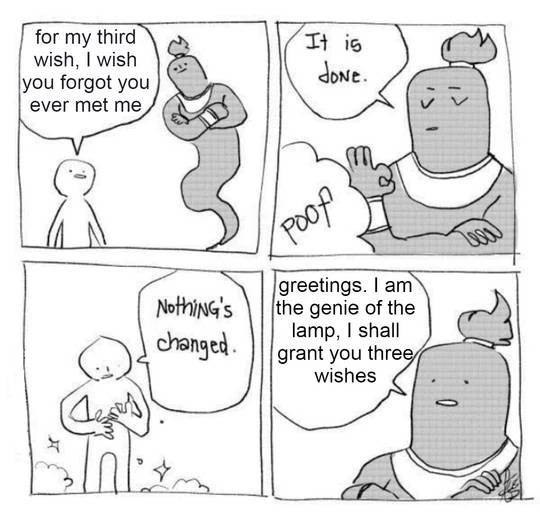 for my third
wish, I wish
you forgot you
ever met me
It is
done.
Poof
NothiNG's
changed.
greetings. I am
the genie of the
lamp, I shall
grant you three
wishes